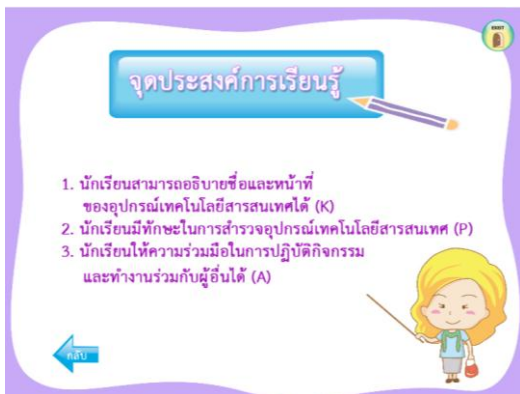 EXIT
จุดประสงค์การเรียนรู้
1. นักเรียนสามารถอธิบายชื่อและหน้าที่
ของอุปกรณ์เทคโนโลยีสารสนเทศได้ (K)
2. นักเรียนมีทักษะในการสำรวจอุปกรณ์เทคโนโลยีสารสนเทศ (P)
3. นักเรียนให้ความร่วมมือในการปฏิบัติกิจกรรม
และทำงานร่วมกับผู้อื่นได้ (A)
กลับ